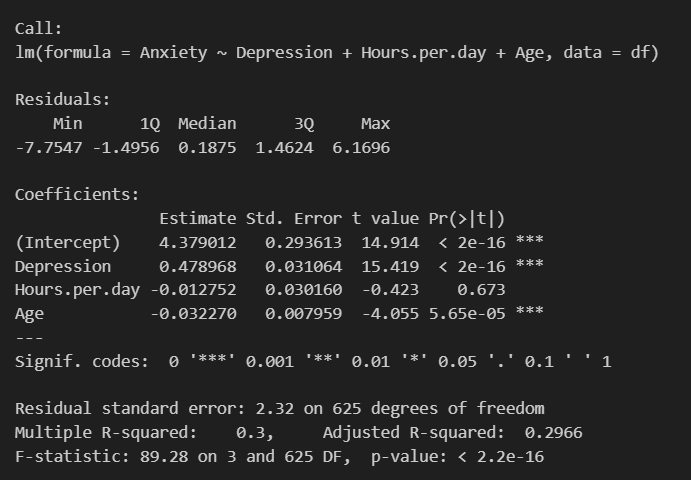 Call:
lm(formula = Anxiety ~ Depression + Hours.per.day + Age, data = df)
Residuals:
    Min      1Q  Median      3Q     Max
-7.7547 -1.4956  0.1875  1.4624  6.1696
Coefficients:
               Estimate Std. Error t value Pr(>|t|)
(Intercept)    4.379012   0.293613  14.914  < 2e-16 ***
Depression     0.478968   0.031064  15.419  < 2e-16 ***
Hours.per.day -0.012752   0.030160  -0.423    0.673
Age           -0.032270   0.007959  -4.055 5.65e-05 ***
---
Signif. codes:  0 '***' 0.001 '**' 0.01 '*' 0.05 '.' 0.1 ' ' 1
Residual standard error: 2.32 on 625 degrees of freedom
Multiple R-squared:    0.3,     Adjusted R-squared:  0.2966
F-statistic: 89.28 on 3 and 625 DF,  p-value: < 2.2e-16